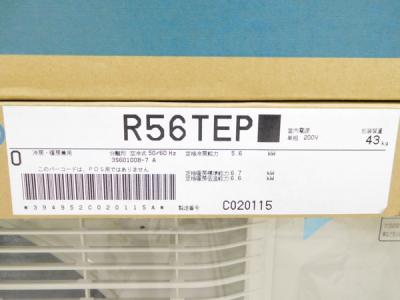 R56TEP■
室内電源
単相 200V
包装質量
43 kg
冷房・暖房兼用
分離形 空冷式 50/60 Hz
定格冷房能力 5.6 kW
3SG01008-7 A
定格暖房標準能力 6.7 kW
定格暖房低温能力 6.6 kW
このバーコードは、POS用ではありません
*394952C020115A*
製造番号 C020115